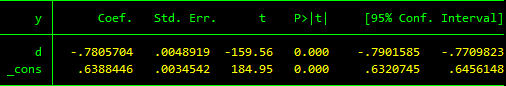 y Coef. Std. Err. t P>|t| [95% Conf. Interval]
d -.7805704 .0048919 -159.56 0.000 -.7901585 -.7709823
_cons .6388446 .0034542 184.95 0.000 .6320745 .6456148